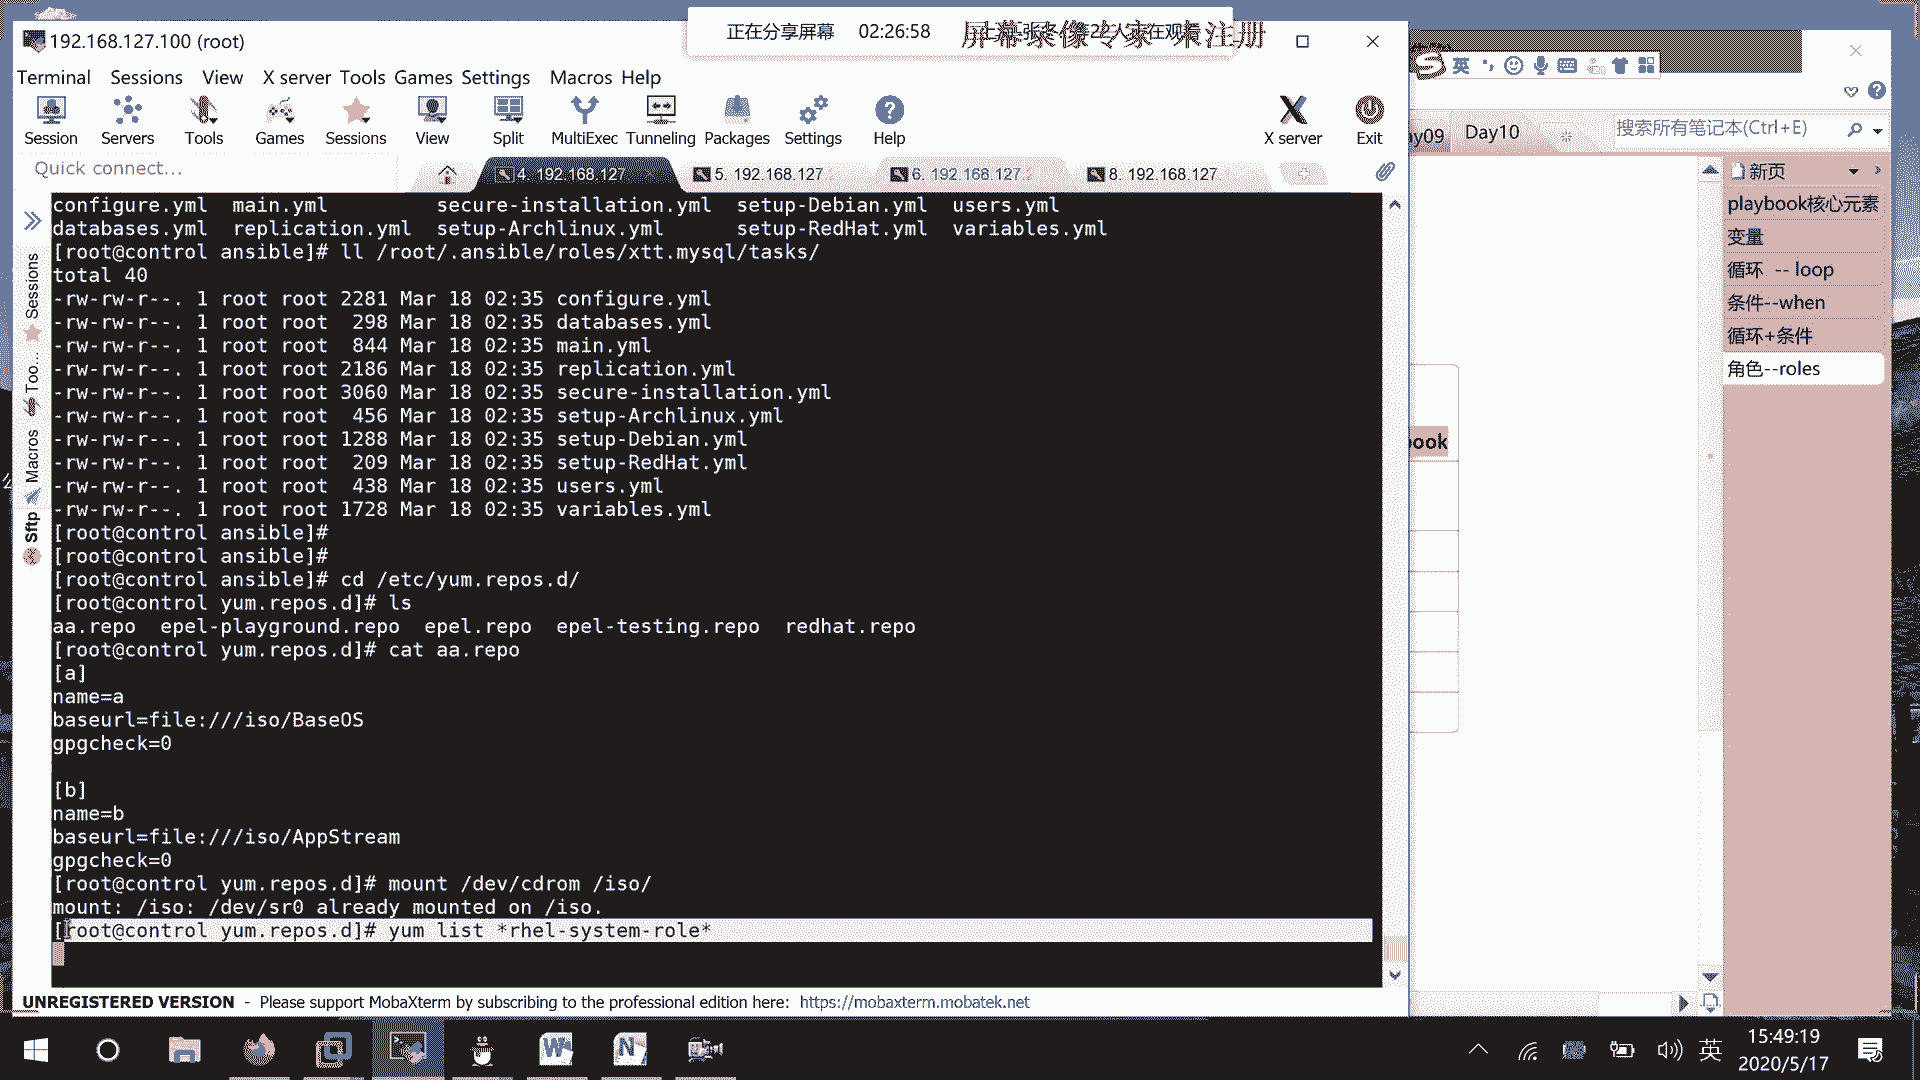 正在分享屏幕 02:26:58
屏幕录像专家 未注册
192.168.127.100 (root)
Terminal Sessions View X server Tools Games Settings Macros Help
Session Servers Tools Games Sessions View Split MultiExec Tunneling Packages Settings Help X server Exit
Quick connect...
4. 192.168.127 5. 192.168.127. 6. 192.168.127.2 8. 192.168.127.
Sessions
Too...
Macros
Sftp
configure.yml main.yml secure-installation.yml setup-Debian.yml users.yml
databases.yml replication.yml setup-Archlinux.yml setup-RedHat.yml variables.yml
[root@control ansible]# ll /root/.ansible/roles/xtt.mysql/tasks/
total 40
-rw-rw-r--. 1 root root 2281 Mar 18 02:35 configure.yml
-rw-rw-r--. 1 root root 298 Mar 18 02:35 databases.yml
-rw-rw-r--. 1 root root 844 Mar 18 02:35 main.yml
-rw-rw-r--. 1 root root 2186 Mar 18 02:35 replication.yml
-rw-rw-r--. 1 root root 3060 Mar 18 02:35 secure-installation.yml
-rw-rw-r--. 1 root root 456 Mar 18 02:35 setup-Archlinux.yml
-rw-rw-r--. 1 root root 1288 Mar 18 02:35 setup-Debian.yml
-rw-rw-r--. 1 root root 209 Mar 18 02:35 setup-RedHat.yml
-rw-rw-r--. 1 root root 438 Mar 18 02:35 users.yml
-rw-rw-r--. 1 root root 1728 Mar 18 02:35 variables.yml
[root@control ansible]#
[root@control ansible]#
[root@control ansible]# cd /etc/yum.repos.d/
[root@control yum.repos.d]# ls
aa.repo epel-playground.repo epel.repo epel-testing.repo redhat.repo
[root@control yum.repos.d]# cat aa.repo
[a]
name=a
baseurl=file:///iso/BaseOS
gpgcheck=0
[b]
name=b
baseurl=file:///iso/AppStream
gpgcheck=0
[root@control yum.repos.d]# mount /dev/cdrom /iso/
mount: /iso: /dev/sr0 already mounted on /iso.
[root@control yum.repos.d]# yum list *rhel-system-role*
UNREGISTERED VERSION - Please support MobaXterm by subscribing to the professional edition here: https://mobaxterm.mobatek.net
英
ay09 Day10
搜索所有笔记本(Ctrl+E)
新页
playbook核心元素
变量
循环 -- loop
条件--when
循环+条件
角色--roles
book
英
15:49:19
2020/5/17